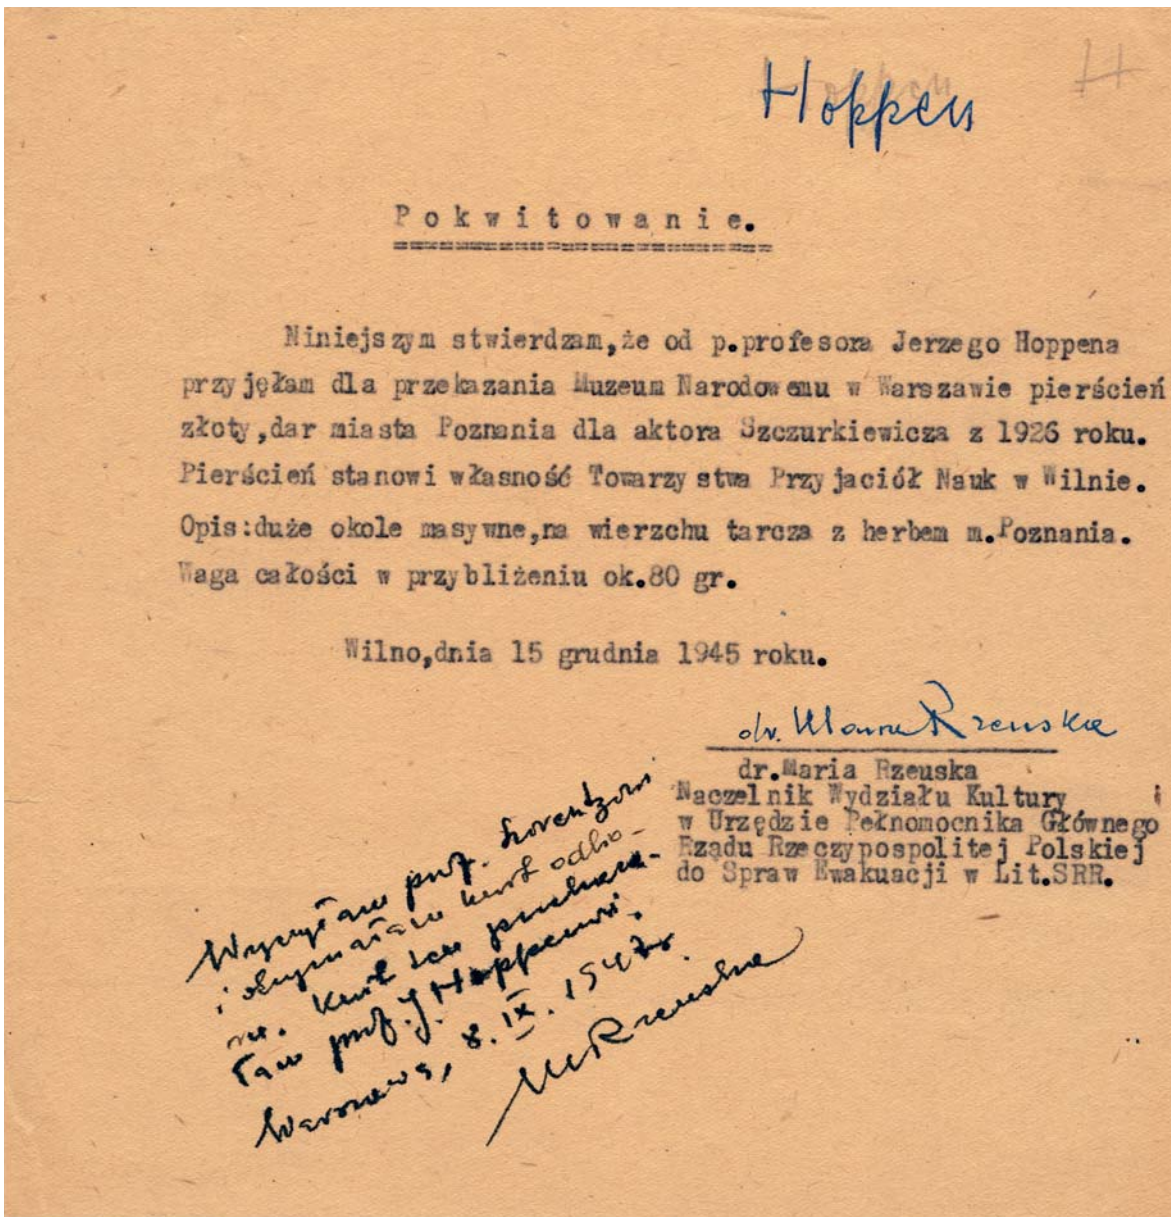 Hoppen H
Hoppen
Pokwitowanie.
Niniejszym stwierdzam,że od p.profesora Jerzego Hoppena
przyjęłam dla przekazania Muzeum Narodowemu w Warszawie pierścień
złoty,dar miasta Poznania dla aktora Szczurkiewicza z 1926 roku.
Pierścień stanowi własność Towarzystwa Przyjaciół Nauk w Wilnie.
Opis:duże okole masywne,na wierzchu tarcza z herbem m.Poznania.
Waga całości w przybliżeniu ok.80 gr.
Wilno,dnia 15 grudnia 1945 roku.
dr. Maria Rzeuska
dr.Maria Rzeuska
Naczelnik Wydziału Kultury
w Urzędzie Pełnomocnika Głównego
Rządu Rzeczypospolitej Polskiej
do Spraw Ewakuacji w Lit.SRR.
prof. Lorentzowi
i otrzymałam kwit odbio-
ru. Kwit ten przekaza-
łam prof. J. Hoppenowi.
Warszawa, 8.IX.1947r.
MRzeuska